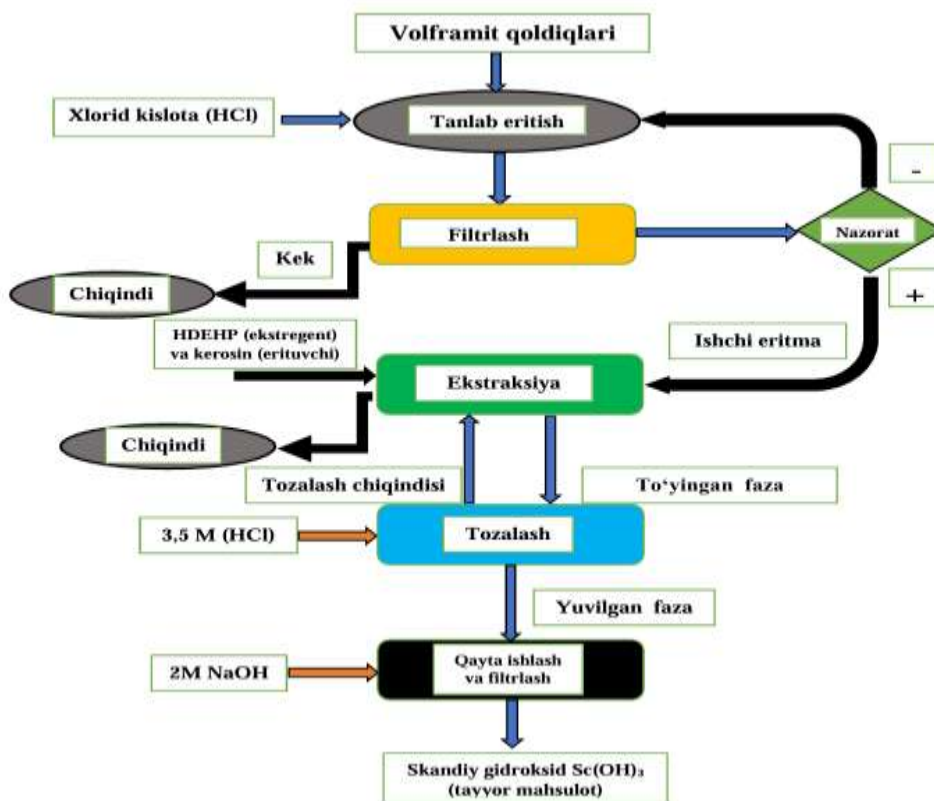 Volframit qoldiqlari
Xlorid kislota (HCl)
Tanlab eritish
-
Filtrlash
Nazorat
Kek
Chiqindi
+
HDEHP (ekstregent)
va kerosin (erituvchi)
Ishchi eritma
Ekstraksiya
Chiqindi
Tozalash chiqindisi
To‘yingan faza
3,5 M (HCl)
Tozalash
Yuvilgan faza
2M NaOH
Qayta ishlash
va filtrlash
Skandiy gidroksid Sc(OH)₃
(tayyor mahsulot)